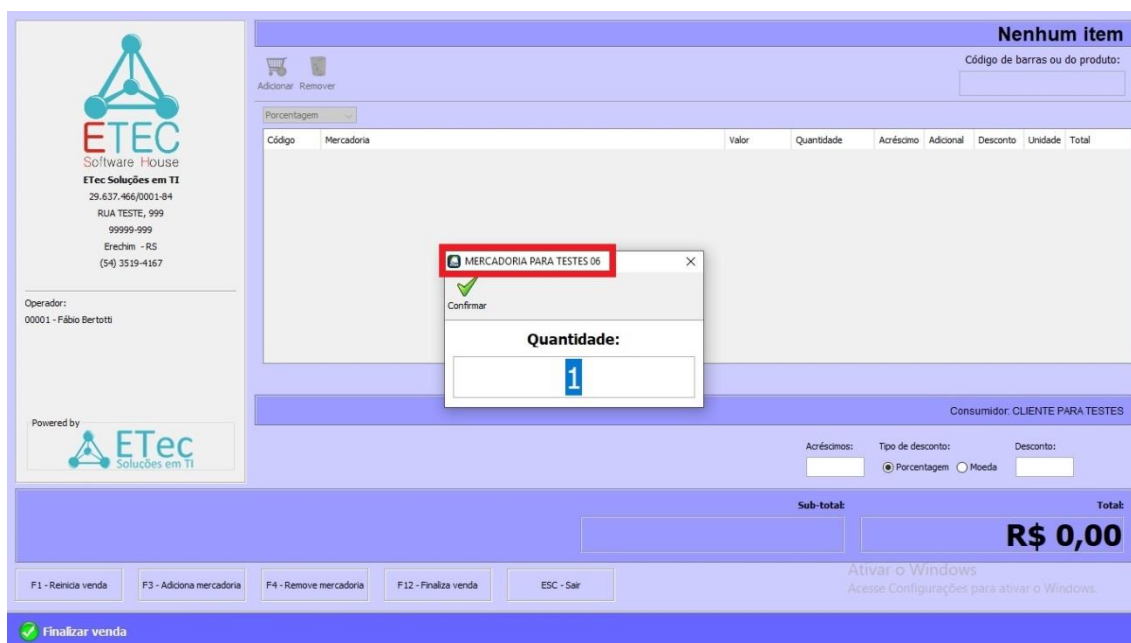 ETEC
Software House
ETec Soluções em TI
29.637.466/0001-84
RUA TESTE, 999
99999-999
Erechim - RS
(54) 3519-4167
Operador:
00001 - Fábio Bertotti
Powered by
ETec
Soluções em TI
Nenhum item
Adicionar Remover
Código de barras ou do produto:
Porcentagem
Código Mercadoria Valor Quantidade Acréscimo Adicional Desconto Unidade Total
MERCADORIA PARA TESTES 06
Confirmar
Quantidade:
1
Consumidor: CLIENTE PARA TESTES
Acréscimos: Tipo de desconto: Desconto:
Porcentagem Moeda
Sub-total: Total:
R$ 0,00
F1 - Reinicia venda F3 - Adiciona mercadoria F4 - Remove mercadoria F12 - Finaliza venda ESC - Sair
Ativar o Windows
Acesse Configurações para ativar o Windows.
Finalizar venda